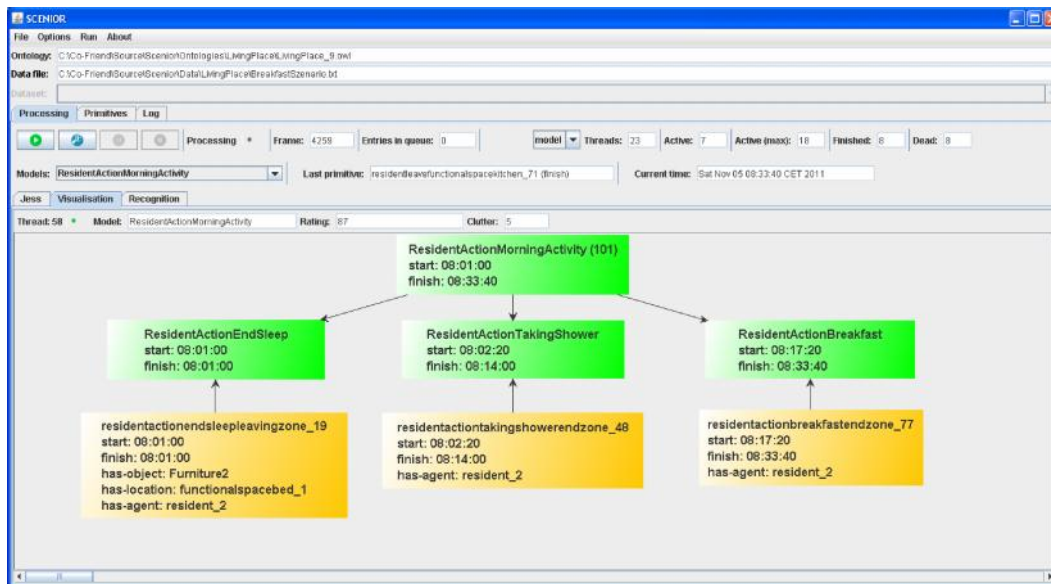 SCENIOR
File Options Run About
Ontology: C:\Co-Friend\Source\Scenior\Ontologies\LivingPlace\LivingPlace_9.owl
Data file: C:\Co-Friend\Source\Scenior\Data\LivingPlace\BreakfastSzenario.txt
Dataset:
Processing Primitives Log
Processing Frame: 4259 Entries in queue: 0 model Threads: 23 Active: 7 Active (max): 18 Finished: 8 Dead: 8
Models: ResidentActionMorningActivity Last primitive: residentleavefunctionalspacekitchen_71 (finish) Current time: Sat Nov 05 08:33:40 CET 2011
Jess Visualisation Recognition
Thread: 58 Model: ResidentActionMorningActivity Rating: 87 Clutter: 5
ResidentActionMorningActivity (101)
start: 08:01:00
finish: 08:33:40
ResidentActionEndSleep
start: 08:01:00
finish: 08:01:00
ResidentActionTakingShower
start: 08:02:20
finish: 08:14:00
ResidentActionBreakfast
start: 08:17:20
finish: 08:33:40
residentactionendsleepleavingzone_19
start: 08:01:00
finish: 08:01:00
has-object: Furniture2
has-location: functionalspacebed_1
has-agent: resident_2
residentactiontakingshowerendzone_48
start: 08:02:20
finish: 08:14:00
has-agent: resident_2
residentactionbreakfastendzone_77
start: 08:17:20
finish: 08:33:40
has-agent: resident_2